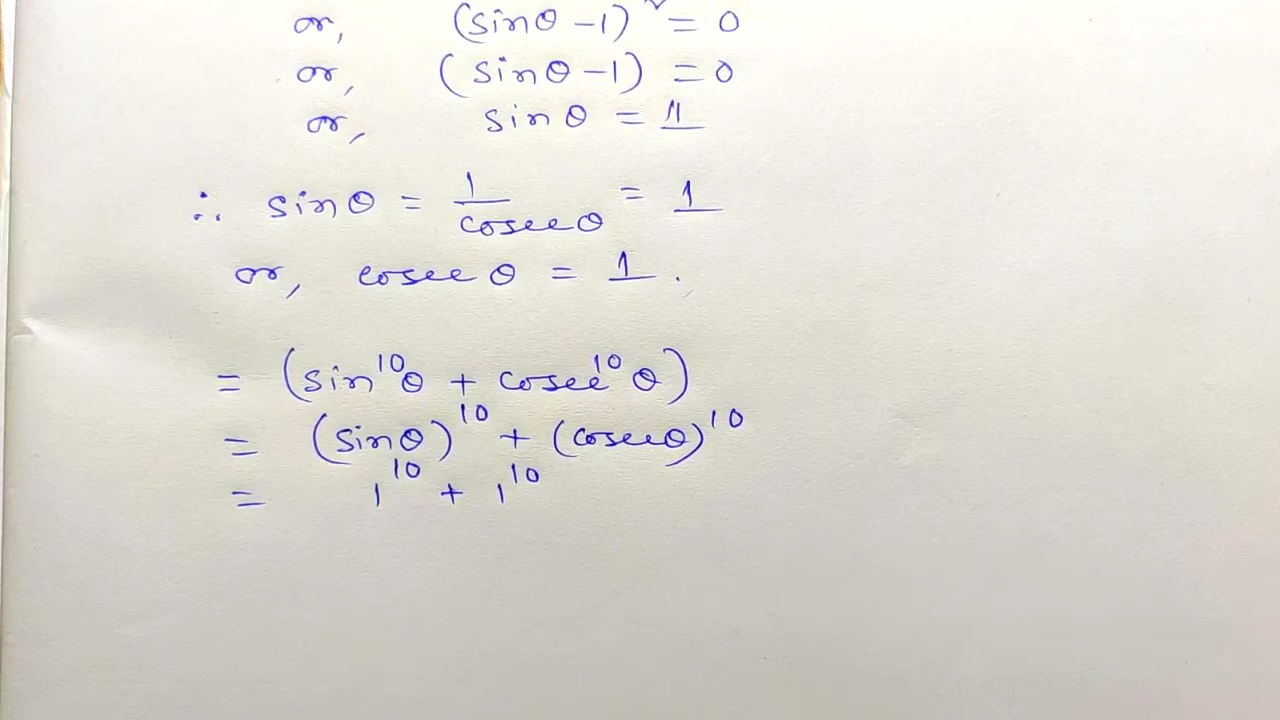 or, (sinθ -1)² = 0
or, (sinθ -1) = 0
or, sinθ = 1
∴ sinθ = 1/cosecθ = 1
or, cosecθ = 1.
= (sin¹⁰θ + cosec¹⁰θ)
= (sinθ)¹⁰ + (cosecθ)¹⁰
= 1¹⁰ + 1¹⁰